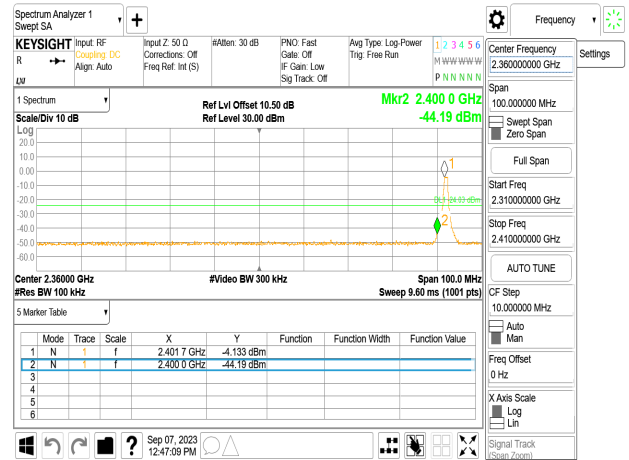 Spectrum Analyzer 1
Swept SA
Frequency
KEYSIGHT
R
Input: RF
Coupling: DC
Align: Auto
Input Z: 50 Ω
Corrections: Off
Freq Ref: Int (S)
#Atten: 30 dB
PNO: Fast
Gate: Off
IF Gain: Low
Sig Track: Off
Avg Type: Log-Power
Trig: Free Run
1 2 3 4 5 6
M W W W W W
P N N N N N
LXI
Center Frequency
2.360000000 GHz
Settings
Span
100.000000 MHz
Swept Span
Zero Span
Full Span
Start Freq
2.310000000 GHz
Stop Freq
2.410000000 GHz
AUTO TUNE
CF Step
10.000000 MHz
Auto
Man
Freq Offset
0 Hz
X Axis Scale
Log
Lin
Signal Track
(Span Zoom)
1 Spectrum
Scale/Div 10 dB
Ref Lvl Offset 10.50 dB
Ref Level 30.00 dBm
Mkr2 2.400 0 GHz
-44.19 dBm
Log
20.0
10.0
0.00
-10.0
-20.0
-30.0
-40.0
-50.0
-60.0
1
DL1 -24.03 dBm
2
Center 2.36000 GHz
#Video BW 300 kHz
Span 100.0 MHz
#Res BW 100 kHz
Sweep 9.60 ms (1001 pts)
5 Marker Table
Mode Trace Scale X Y Function Function Width Function Value
1 N 1 f 2.401 7 GHz -4.133 dBm
2 N 1 f 2.400 0 GHz -44.19 dBm
3
4
5
6
?
Sep 07, 2023
12:47:09 PM